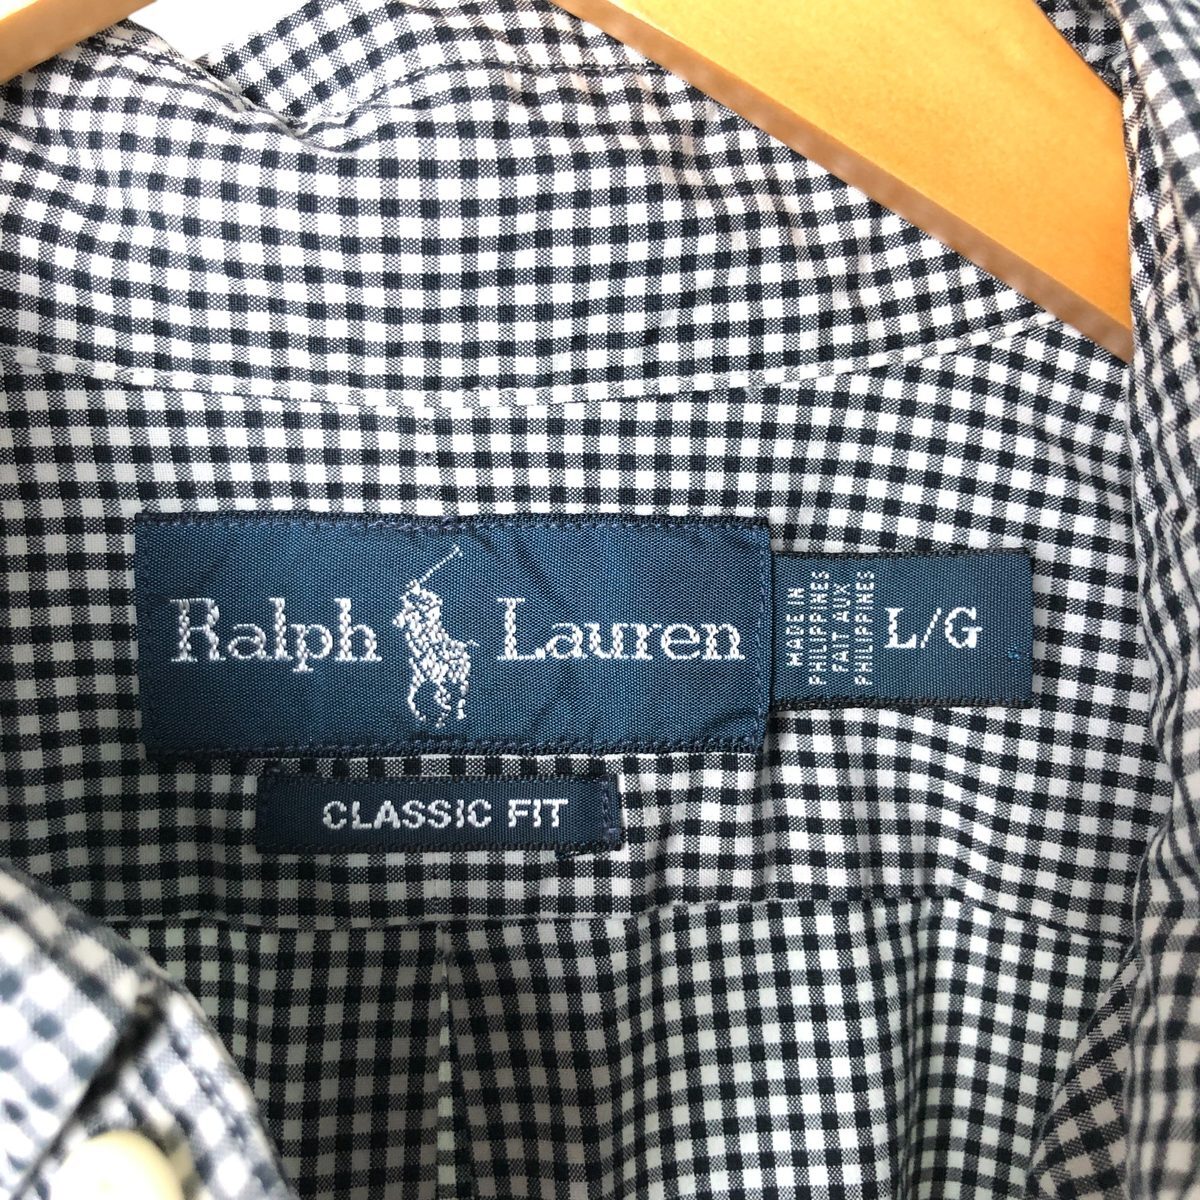 Ralph Lauren
MADE IN
PHILIPPINES
FAIT AUX
PHILIPPINES
L/G
CLASSIC FIT